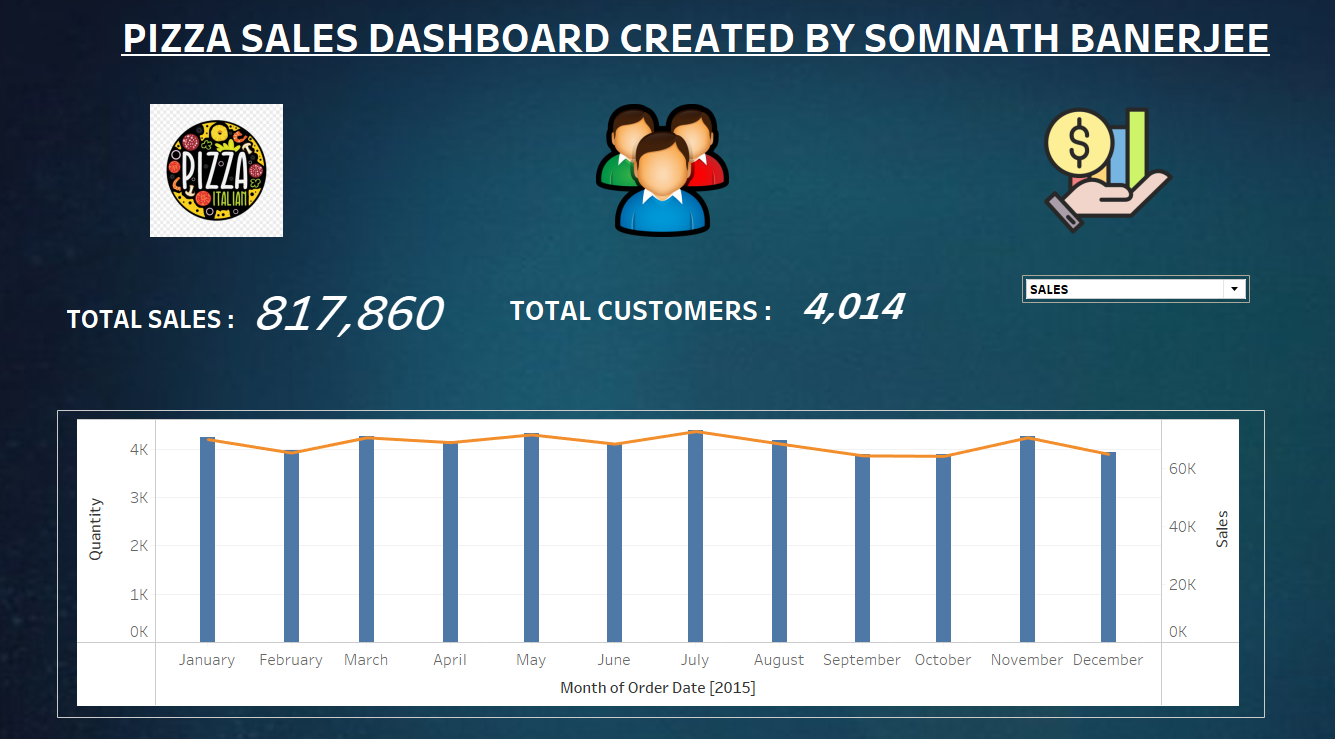 PIZZA SALES DASHBOARD CREATED BY SOMNATH BANERJEE
PIZZA
ITALIAN
$
SALES
TOTAL SALES : 817,860
TOTAL CUSTOMERS : 4,014
Quantity
4K
3K
2K
1K
0K
60K
40K
20K
0K
Sales
January February March April May June July August September October November December
Month of Order Date [2015]